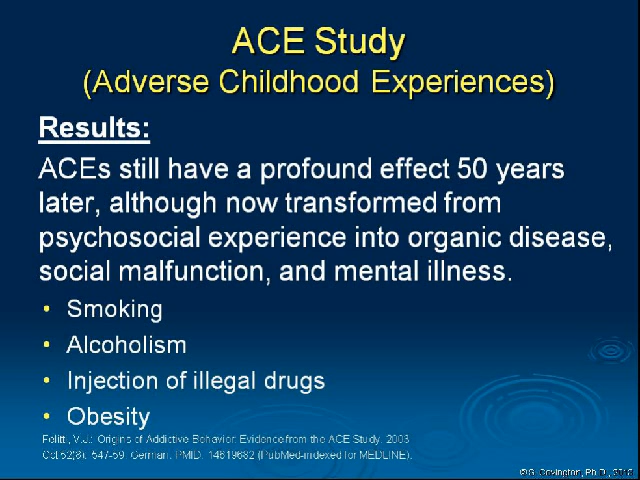 ACE Study
(Adverse Childhood Experiences)
Results:
ACEs still have a profound effect 50 years
later, although now transformed from
psychosocial experience into organic disease,
social malfunction, and mental illness.
• Smoking
• Alcoholism
• Injection of illegal drugs
• Obesity
Felitti, V.J.: Origins of Addictive Behavior: Evidence from the ACE Study. 2003
Oct;52(8): 547-59. German. PMID: 14619682 (PubMed-indexed for MEDLINE).
© S. Covington, Ph.D.,